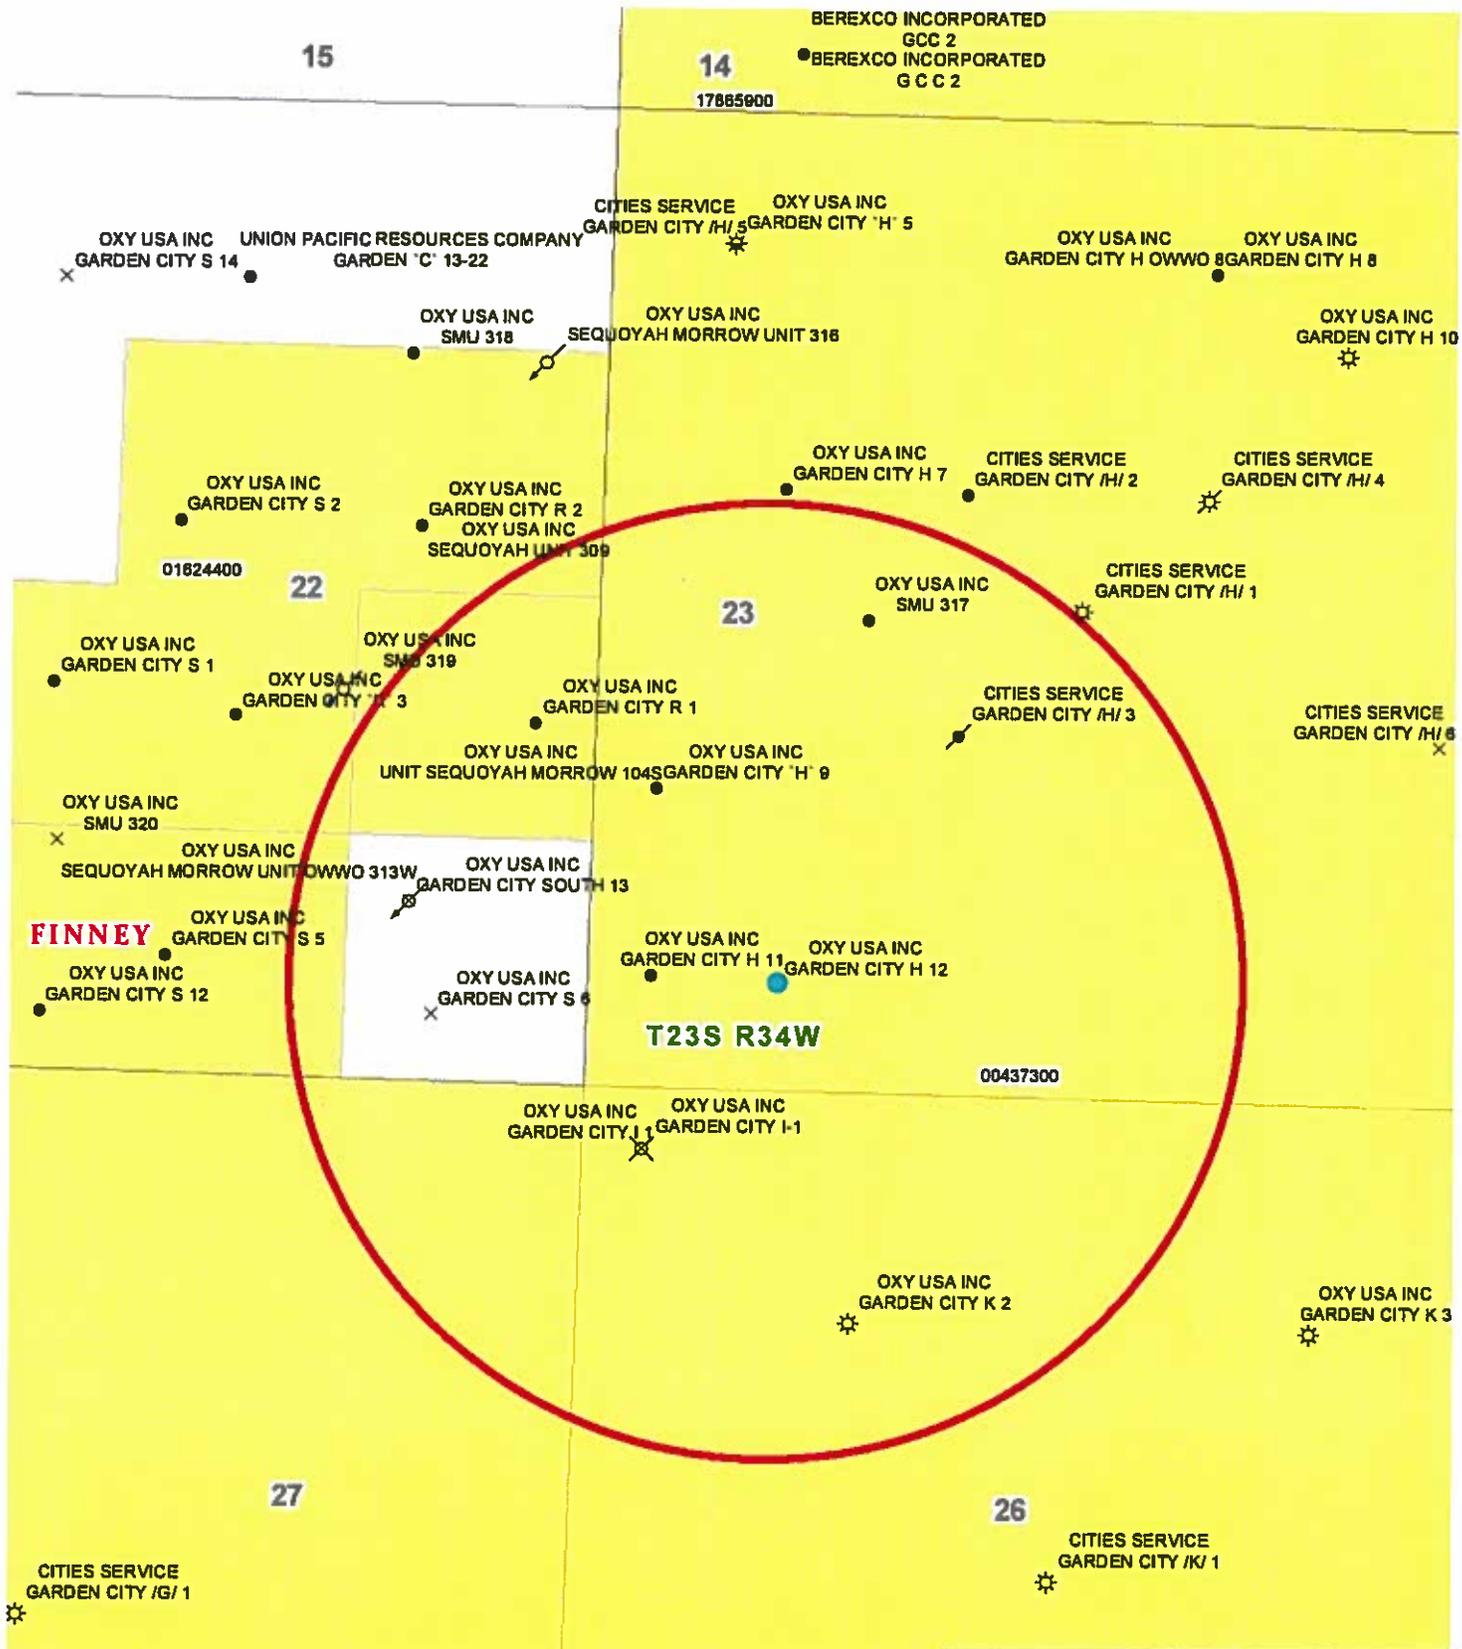 BEREXCO INCORPORATED
GCC 2
BEREXCO INCORPORATED
G C C 2
15
14
17865900
CITIES SERVICE
GARDEN CITY /H/ 5
OXY USA INC
GARDEN CITY "H" 5
OXY USA INC
GARDEN CITY S 14
UNION PACIFIC RESOURCES COMPANY
GARDEN "C" 13-22
OXY USA INC
GARDEN CITY H OWWO 8
OXY USA INC
GARDEN CITY H 8
OXY USA INC
SMU 318
OXY USA INC
SEQUOYAH MORROW UNIT 316
OXY USA INC
GARDEN CITY H 10
OXY USA INC
GARDEN CITY H 7
CITIES SERVICE
GARDEN CITY /H/ 2
CITIES SERVICE
GARDEN CITY /H/ 4
OXY USA INC
GARDEN CITY S 2
OXY USA INC
GARDEN CITY R 2
OXY USA INC
SEQUOYAH UNIT 309
01624400
22
23
OXY USA INC
SMU 317
CITIES SERVICE
GARDEN CITY /H/ 1
OXY USA INC
GARDEN CITY S 1
OXY USA INC
SMU 319
OXY USA INC
GARDEN CITY "R" 3
OXY USA INC
GARDEN CITY R 1
CITIES SERVICE
GARDEN CITY /H/ 3
CITIES SERVICE
GARDEN CITY /H/ 6
OXY USA INC
UNIT SEQUOYAH MORROW 104S
OXY USA INC
GARDEN CITY "H" 9
OXY USA INC
SMU 320
OXY USA INC
SEQUOYAH MORROW UNIT OWWO 313W
OXY USA INC
GARDEN CITY SOUTH 13
FINNEY
OXY USA INC
GARDEN CITY S 5
OXY USA INC
GARDEN CITY H 11
OXY USA INC
GARDEN CITY H 12
OXY USA INC
GARDEN CITY S 12
OXY USA INC
GARDEN CITY S 6
T23S R34W
00437300
OXY USA INC
GARDEN CITY I 1
OXY USA INC
GARDEN CITY I-1
OXY USA INC
GARDEN CITY K 2
OXY USA INC
GARDEN CITY K 3
27
26
CITIES SERVICE
GARDEN CITY /K/ 1
CITIES SERVICE
GARDEN CITY /G/ 1